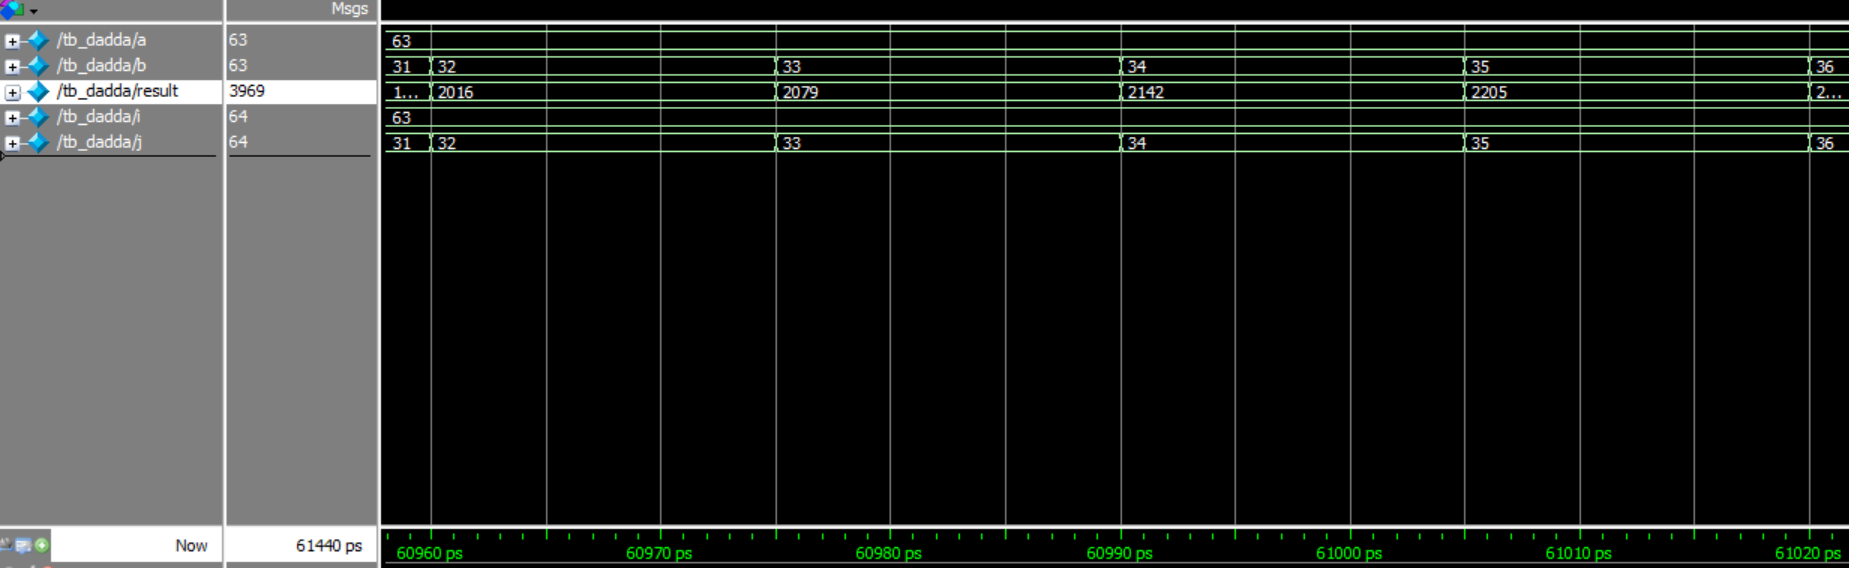 Msgs
/tb_dadda/a 63 63
/tb_dadda/b 63 31 32 33 34 35 36
/tb_dadda/result 3969 1... 2016 2079 2142 2205 2...
/tb_dadda/i 64 63
/tb_dadda/j 64 31 32 33 34 35 36
Now 61440 ps 60960 ps 60970 ps 60980 ps 60990 ps 61000 ps 61010 ps 61020 ps